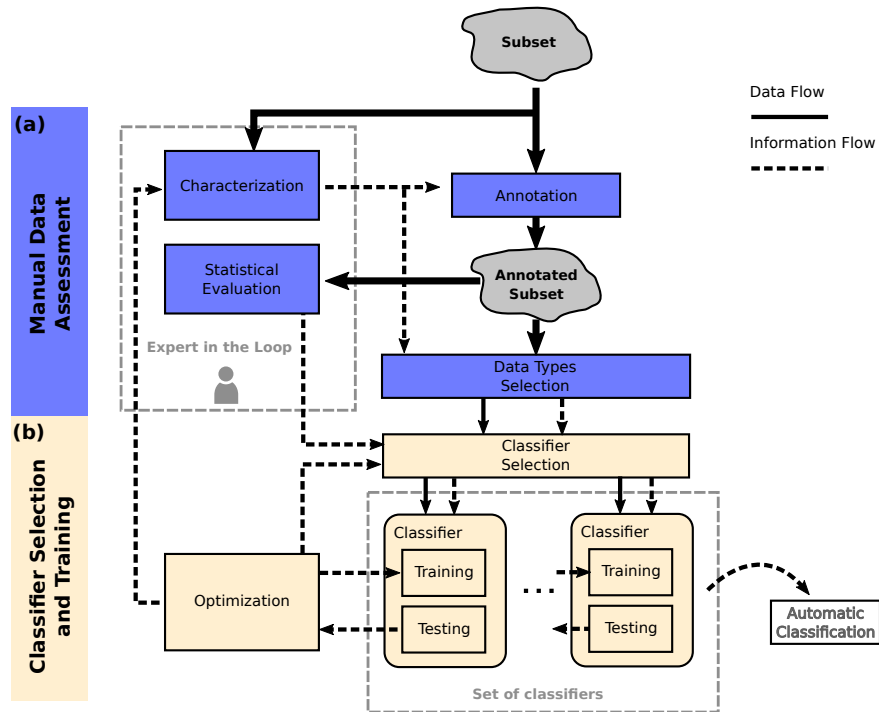 Subset
Data Flow
Information Flow
(a)
Manual Data
Assessment
Characterization
Annotation
Statistical
Evaluation
Annotated
Subset
Expert in the Loop
Data Types
Selection
(b)
Classifier Selection
and Training
Classifier
Selection
Classifier
Training
Testing
...
Classifier
Training
Testing
Optimization
Automatic
Classification
Set of classifiers